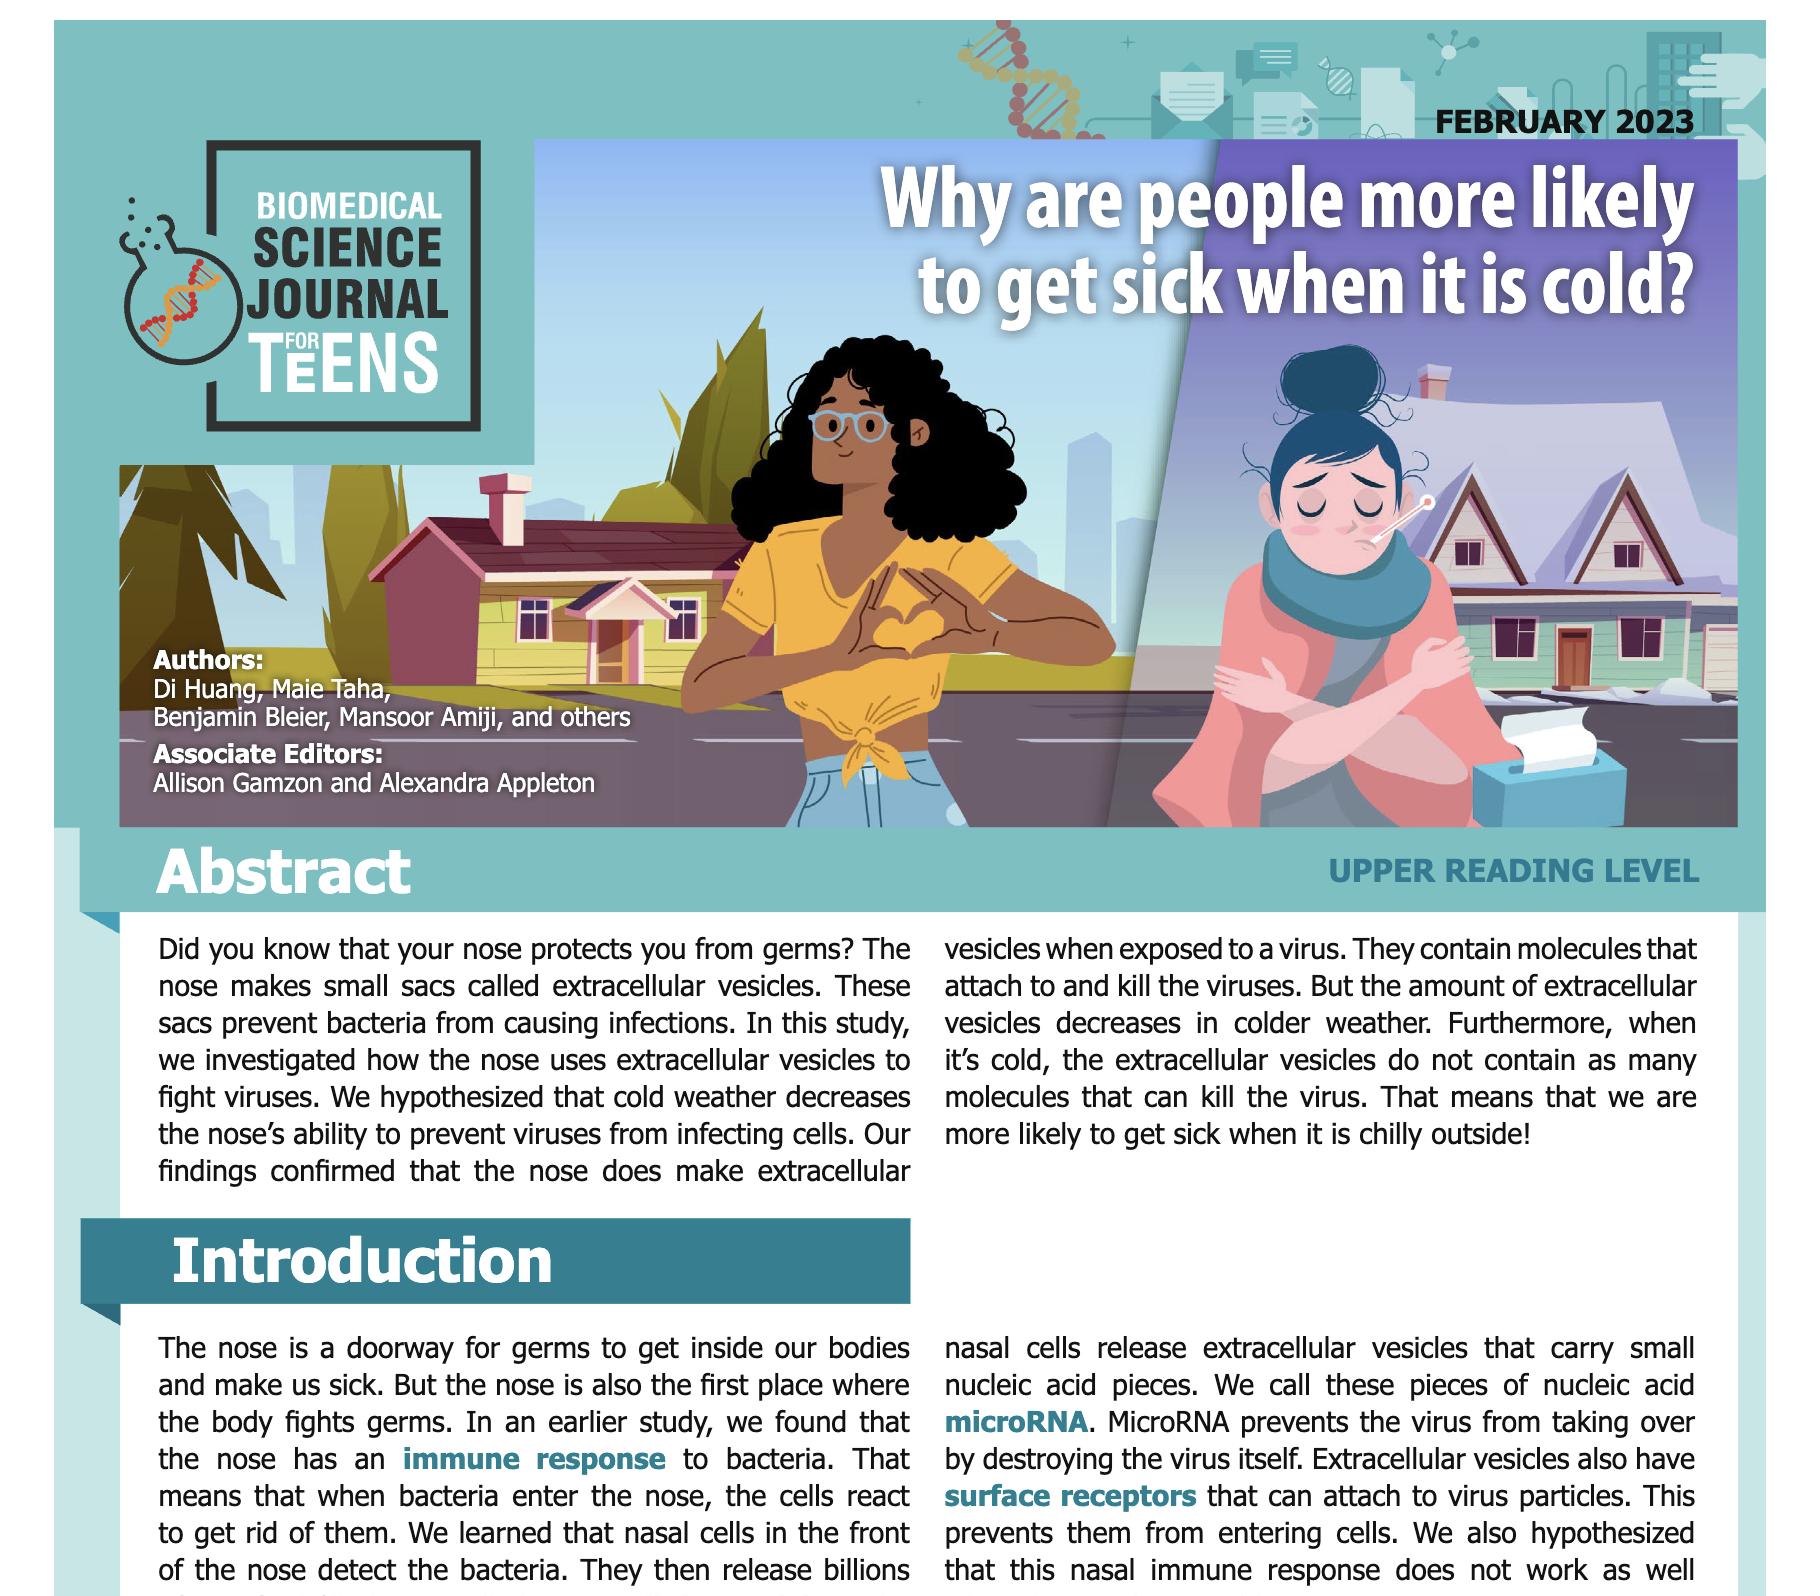 FEBRUARY 2023
BIOMEDICAL
SCIENCE
JOURNAL
FOR
TEENS
Why are people more likely
to get sick when it is cold?
Authors:
Di Huang, Maie Taha,
Benjamin Bleier, Mansoor Amiji, and others
Associate Editors:
Allison Gamzon and Alexandra Appleton
Abstract
UPPER READING LEVEL
Did you know that your nose protects you from germs? The
nose makes small sacs called extracellular vesicles. These
sacs prevent bacteria from causing infections. In this study,
we investigated how the nose uses extracellular vesicles to
fight viruses. We hypothesized that cold weather decreases
the nose’s ability to prevent viruses from infecting cells. Our
findings confirmed that the nose does make extracellular
vesicles when exposed to a virus. They contain molecules that
attach to and kill the viruses. But the amount of extracellular
vesicles decreases in colder weather. Furthermore, when
it’s cold, the extracellular vesicles do not contain as many
molecules that can kill the virus. That means that we are
more likely to get sick when it is chilly outside!
Introduction
The nose is a doorway for germs to get inside our bodies
and make us sick. But the nose is also the first place where
the body fights germs. In an earlier study, we found that
the nose has an immune response to bacteria. That
means that when bacteria enter the nose, the cells react
to get rid of them. We learned that nasal cells in the front
of the nose detect the bacteria. They then release billions
nasal cells release extracellular vesicles that carry small
nucleic acid pieces. We call these pieces of nucleic acid
microRNA. MicroRNA prevents the virus from taking over
by destroying the virus itself. Extracellular vesicles also have
surface receptors that can attach to virus particles. This
prevents them from entering cells. We also hypothesized
that this nasal immune response does not work as well